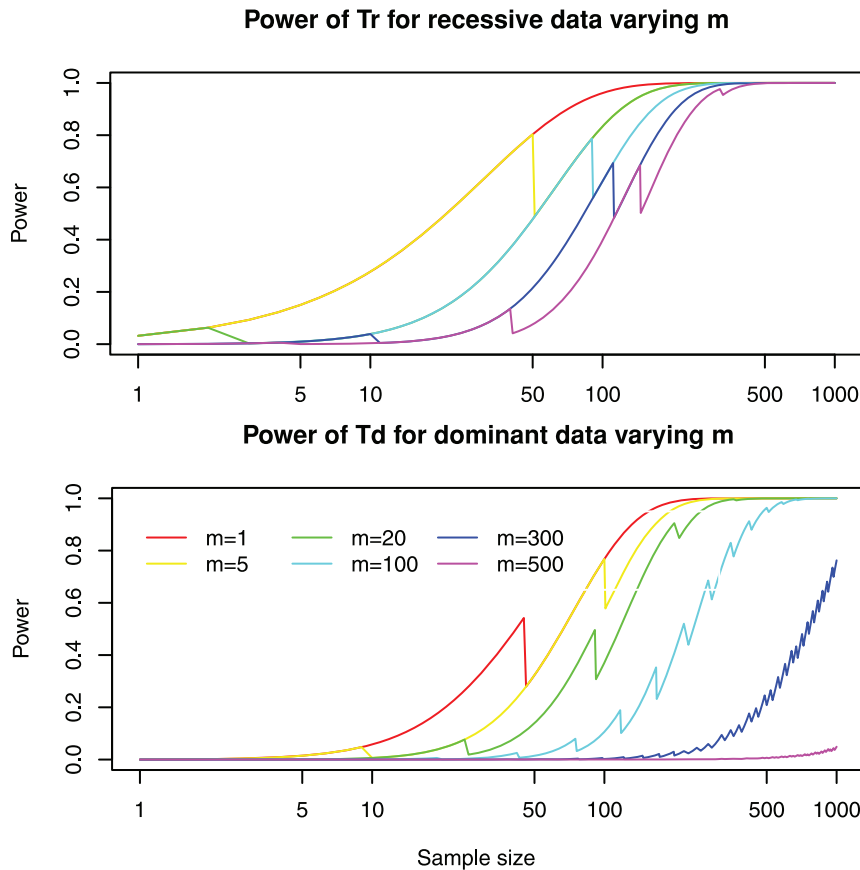 Power of Tr for recessive data varying m
1.0
0.8
0.6
0.4
0.2
0.0
Power
1 5 10 50 100 500 1000
Power of Td for dominant data varying m
1.0
0.8
0.6
0.4
0.2
0.0
Power
m=1 m=20 m=300
m=5 m=100 m=500
1 5 10 50 100 500 1000
Sample size